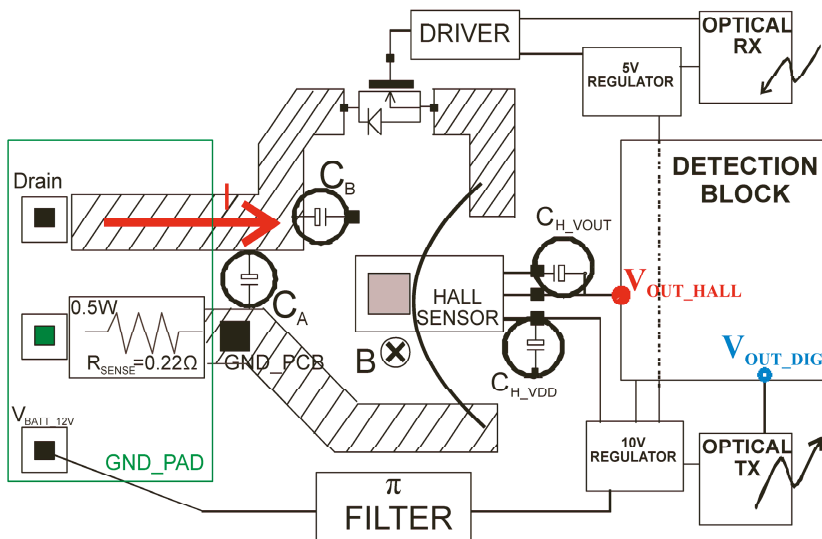 DRIVER
OPTICAL
RX
5V
REGULATOR
DETECTION
BLOCK
Drain
I
C_B
C_H_VOUT
V_OUT_HALL
0.5W
C_A
HALL
SENSOR
R_SENSE=0.22Ω
GND_PCB
B
V_OUT_DIG
C_H_VDD
V_BATT_12V
GND_PAD
10V
REGULATOR
OPTICAL
TX
π
FILTER